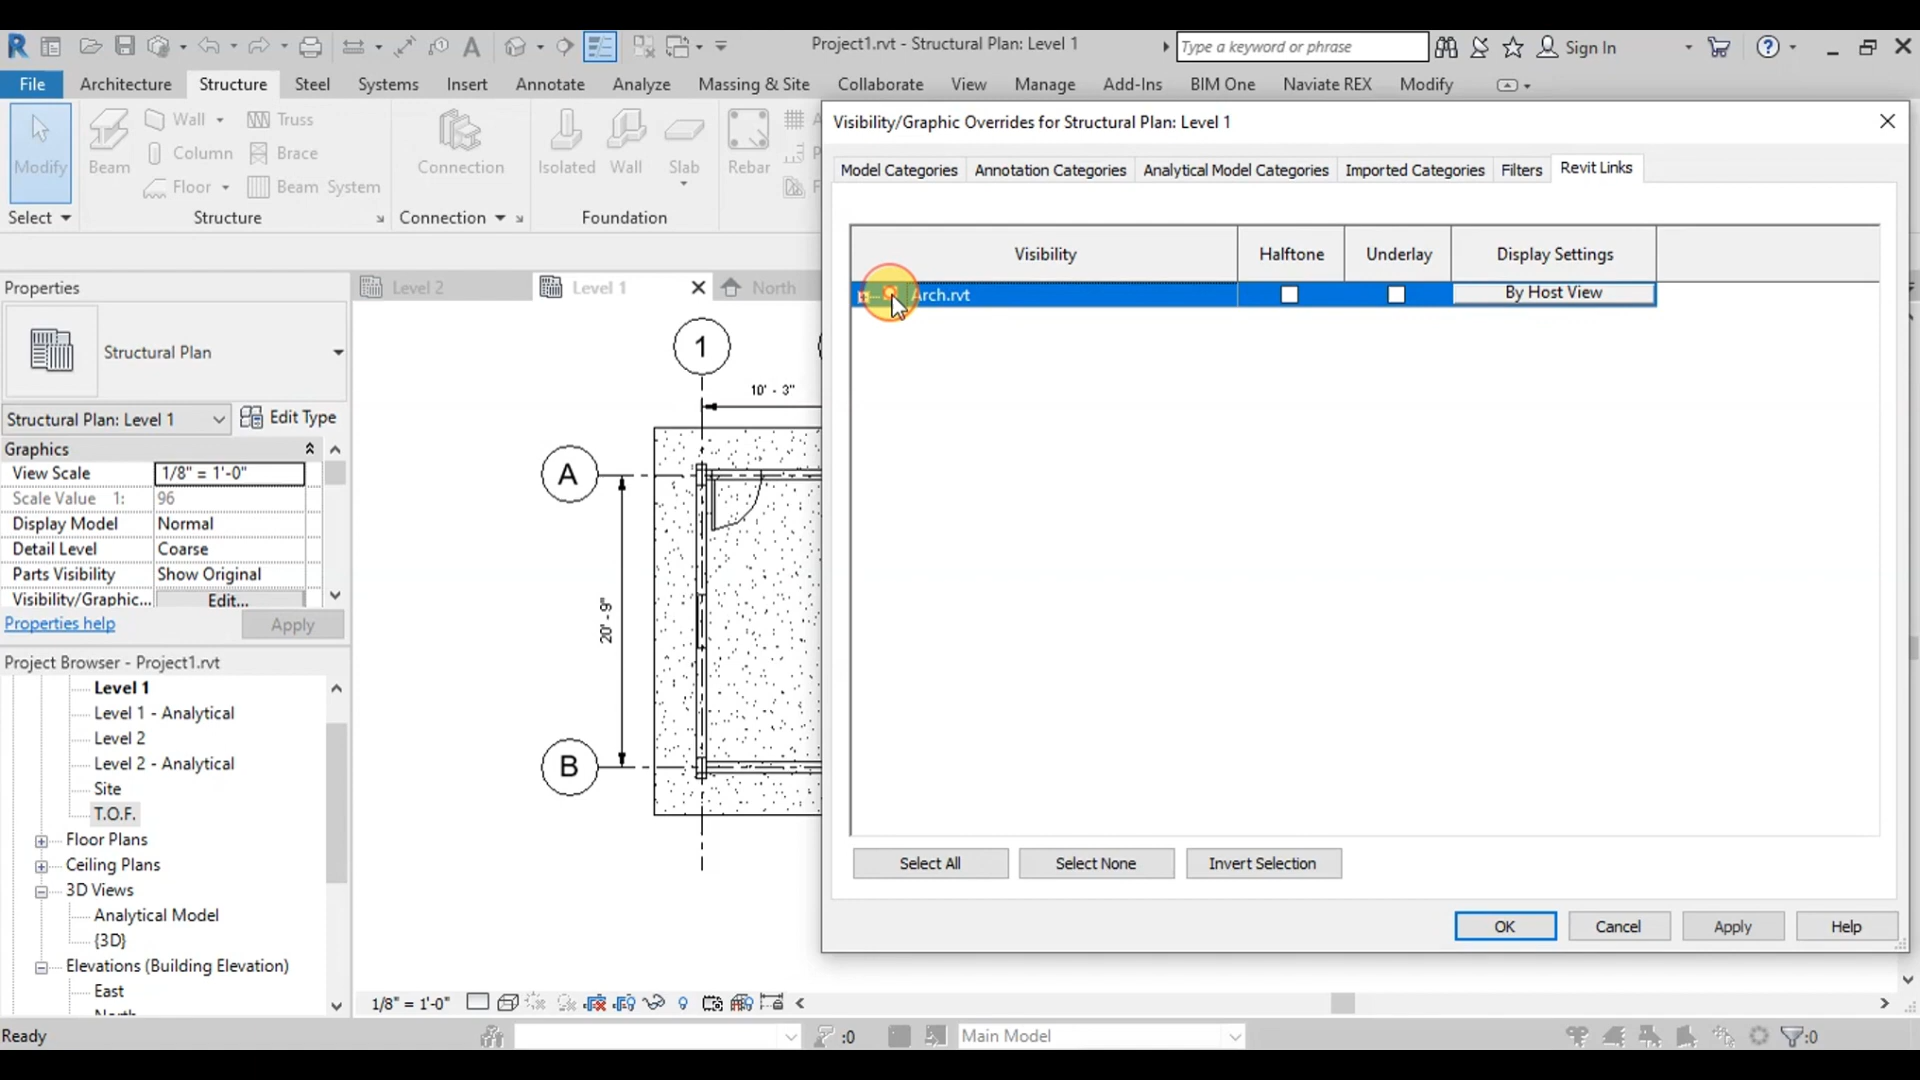 Project1.rvt - Structural Plan: Level 1
Type a keyword or phrase
Sign In
File Architecture Structure Steel Systems Insert Annotate Analyze Massing & Site Collaborate View Manage Add-Ins BIM One Naviate REX Modify
Modify
Beam
Wall
Column
Floor
Truss
Brace
Beam System
Connection
Isolated
Wall
Slab
Rebar
Select
Structure
Connection
Foundation
Visibility/Graphic Overrides for Structural Plan: Level 1
Model Categories Annotation Categories Analytical Model Categories Imported Categories Filters Revit Links
Visibility Halftone Underlay Display Settings
Arch.rvt By Host View
Select All Select None Invert Selection
OK Cancel Apply Help
Properties
Structural Plan
Structural Plan: Level 1 Edit Type
Graphics
View Scale 1/8" = 1'-0"
Scale Value 1: 96
Display Model Normal
Detail Level Coarse
Parts Visibility Show Original
Visibility/Graphic... Edit...
Properties help Apply
Project Browser - Project1.rvt
Level 1
Level 1 - Analytical
Level 2
Level 2 - Analytical
Site
T.O.F.
Floor Plans
Ceiling Plans
3D Views
Analytical Model
{3D}
Elevations (Building Elevation)
East
North
Level 2 Level 1 North
1
10' - 3"
A
20' - 9"
B
1/8" = 1'-0"
Ready
:0
Main Model
:0